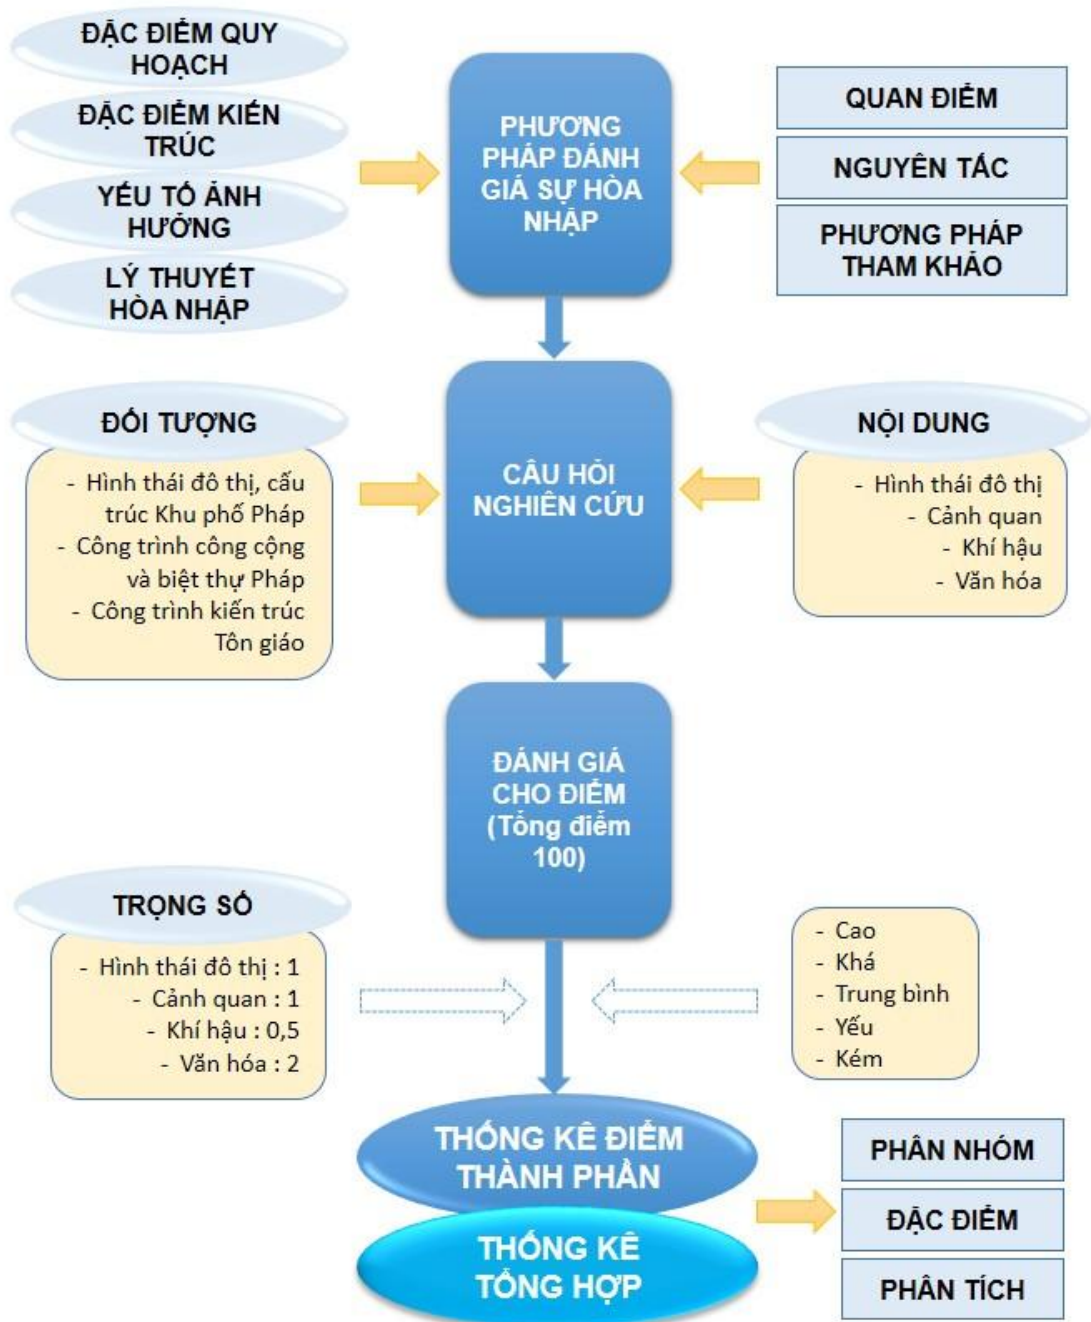 ĐẶC ĐIỂM QUY
HOẠCH
ĐẶC ĐIỂM KIẾN
TRÚC
YẾU TỐ ẢNH
HƯỞNG
LÝ THUYẾT
HÒA NHẬP
PHƯƠNG
PHÁP ĐÁNH
GIÁ SỰ HÒA
NHẬP
QUAN ĐIỂM
NGUYÊN TẮC
PHƯƠNG PHÁP
THAM KHẢO
ĐỐI TƯỢNG
- Hình thái đô thị, cấu
trúc Khu phố Pháp
- Công trình công cộng
và biệt thự Pháp
- Công trình kiến trúc
Tôn giáo
CÂU HỎI
NGHIÊN CỨU
NỘI DUNG
- Hình thái đô thị
- Cảnh quan
- Khí hậu
- Văn hóa
ĐÁNH GIÁ
CHO ĐIỂM
(Tổng điểm
100)
TRỌNG SỐ
- Hình thái đô thị : 1
- Cảnh quan : 1
- Khí hậu : 0,5
- Văn hóa : 2
- Cao
- Khá
- Trung bình
- Yếu
- Kém
THỐNG KÊ ĐIỂM
THÀNH PHẦN
THỐNG KÊ
TỔNG HỢP
PHÂN NHÓM
ĐẶC ĐIỂM
PHÂN TÍCH